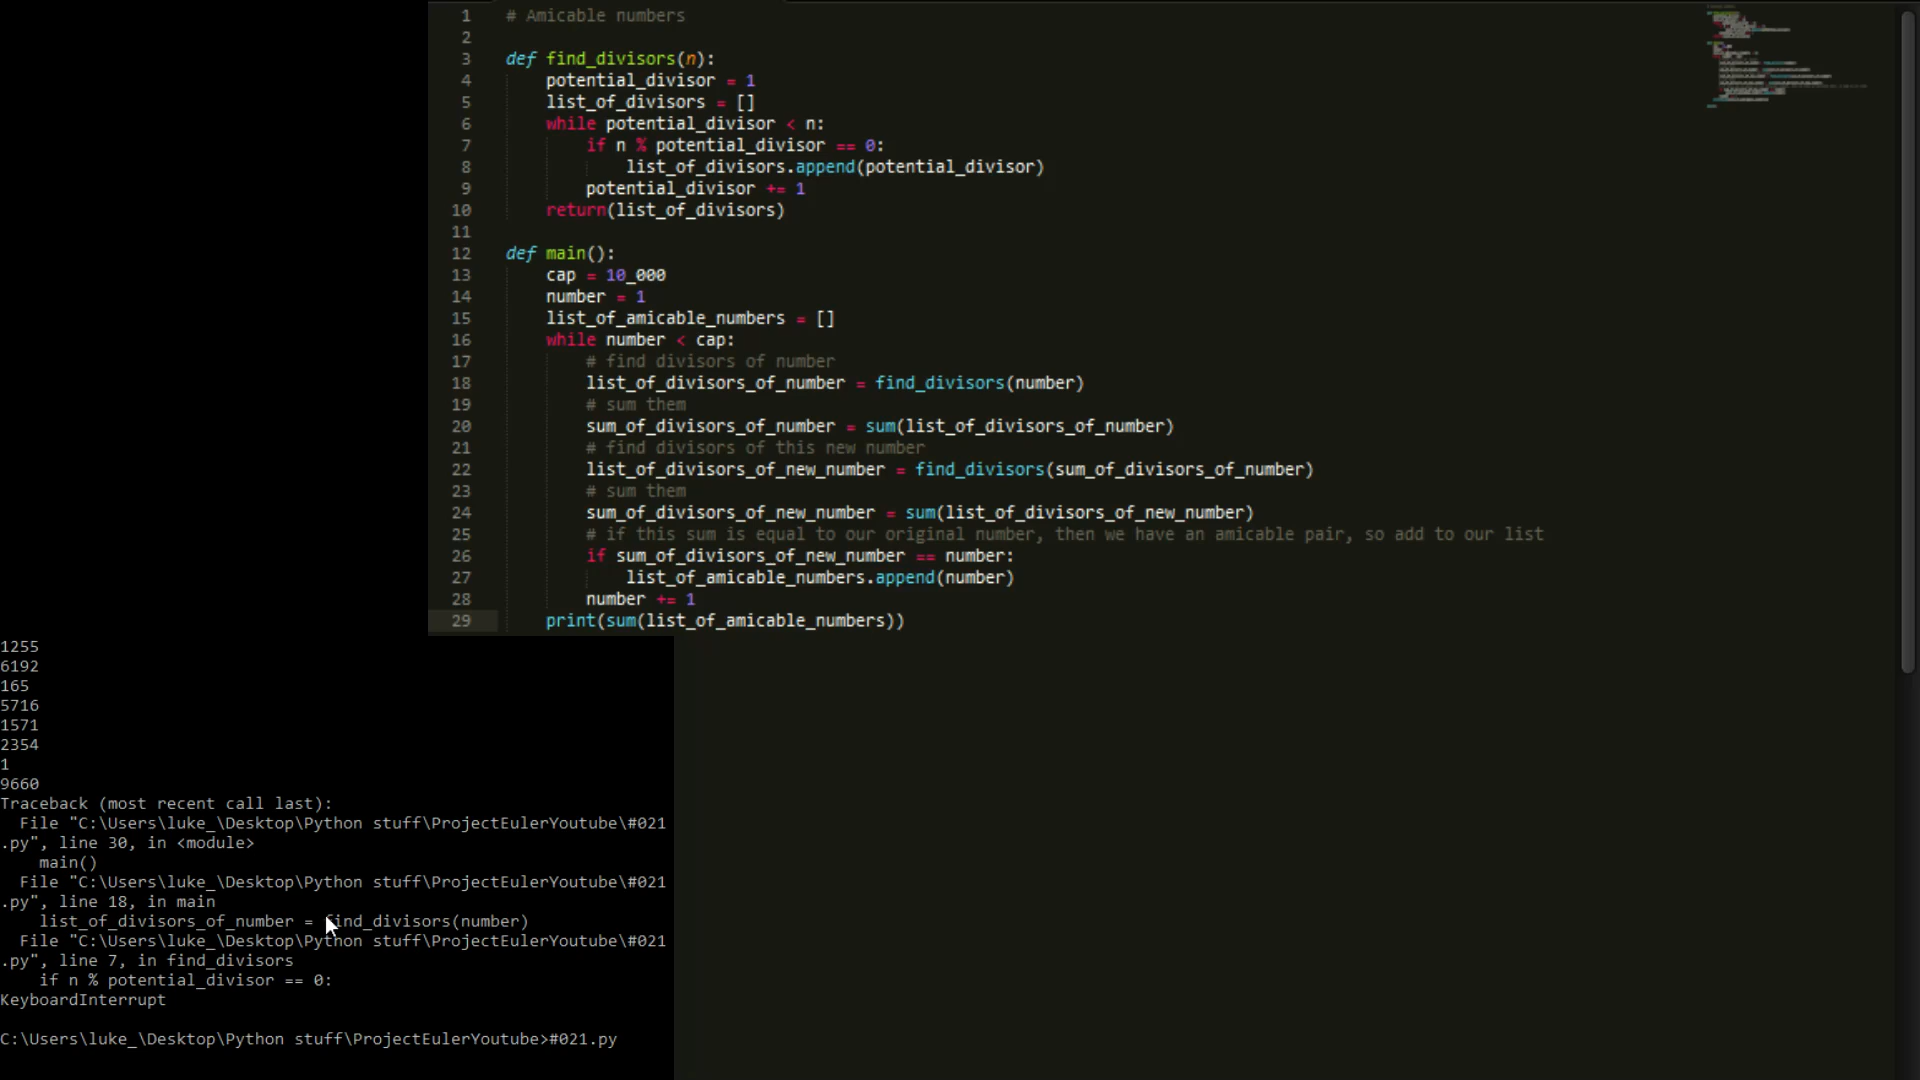 1 # Amicable numbers
2
3 def find_divisors(n):
4     potential_divisor = 1
5     list_of_divisors = []
6     while potential_divisor < n:
7         if n % potential_divisor == 0:
8             list_of_divisors.append(potential_divisor)
9         potential_divisor += 1
10     return(list_of_divisors)
11
12 def main():
13     cap = 10_000
14     number = 1
15     list_of_amicable_numbers = []
16     while number < cap:
17         # find divisors of number
18         list_of_divisors_of_number = find_divisors(number)
19         # sum them
20         sum_of_divisors_of_number = sum(list_of_divisors_of_number)
21         # find divisors of this new number
22         list_of_divisors_of_new_number = find_divisors(sum_of_divisors_of_number)
23         # sum them
24         sum_of_divisors_of_new_number = sum(list_of_divisors_of_new_number)
25         # if this sum is equal to our original number, then we have an amicable pair, so add to our list
26         if sum_of_divisors_of_new_number == number:
27             list_of_amicable_numbers.append(number)
28         number += 1
29     print(sum(list_of_amicable_numbers))
1255
6192
165
5716
1571
2354
1
9660
Traceback (most recent call last):
  File "C:\Users\luke_\Desktop\Python stuff\ProjectEulerYoutube\#021
.py", line 30, in <module>
    main()
  File "C:\Users\luke_\Desktop\Python stuff\ProjectEulerYoutube\#021
.py", line 18, in main
    list_of_divisors_of_number = find_divisors(number)
  File "C:\Users\luke_\Desktop\Python stuff\ProjectEulerYoutube\#021
.py", line 7, in find_divisors
    if n % potential_divisor == 0:
KeyboardInterrupt
C:\Users\luke_\Desktop\Python stuff\ProjectEulerYoutube>#021.py